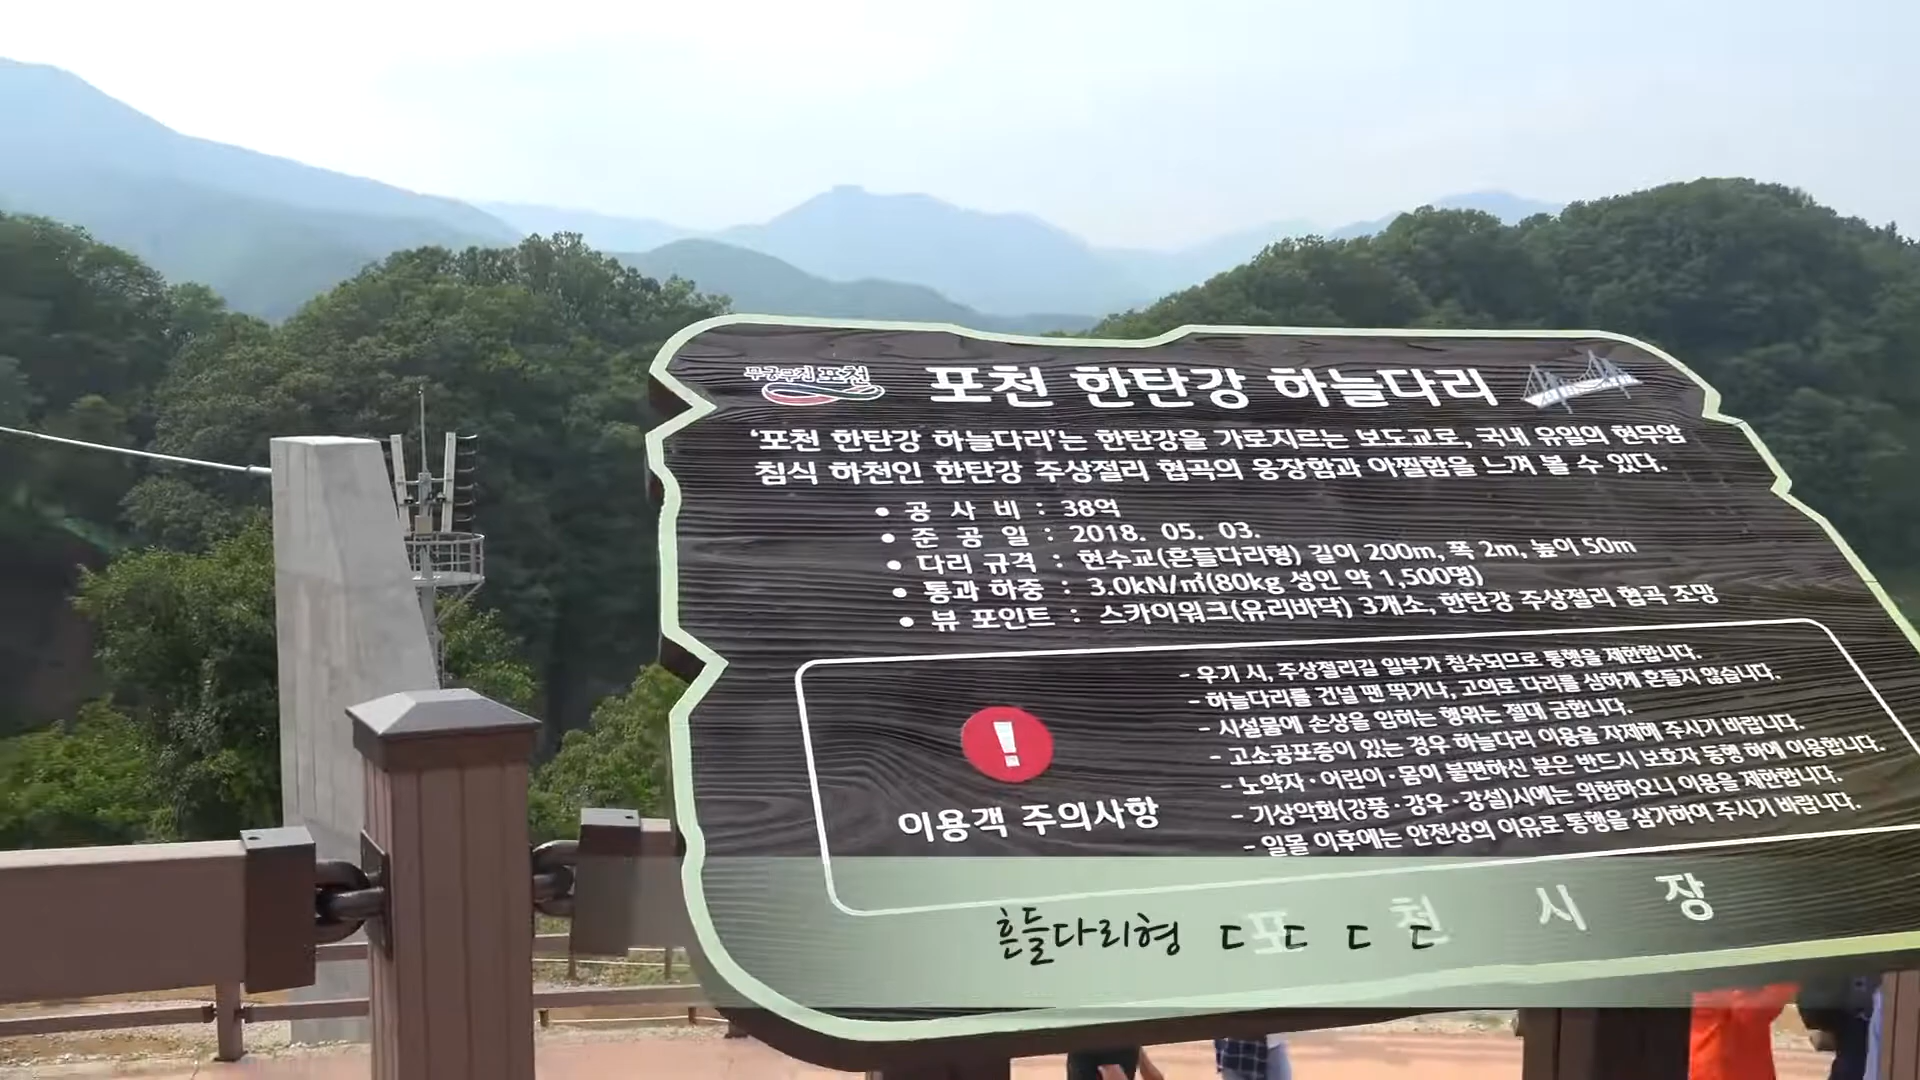 무궁무진 포천
포천 한탄강 하늘다리
'포천 한탄강 하늘다리'는 한탄강을 가로지르는 보도교로, 국내 유일의 현무암
침식 하천인 한탄강 주상절리 협곡의 웅장함과 아찔함을 느껴 볼 수 있다.
• 공 사 비 : 38억
• 준 공 일 : 2018. 05. 03.
• 다리 규격 : 현수교(흔들다리형) 길이 200m, 폭 2m, 높이 50m
• 통과 하중 : 3.0kN/㎡(80kg 성인 약 1,500명)
• 뷰 포인트 : 스카이워크(유리바닥) 3개소, 한탄강 주상절리 협곡 조망
!
이용객 주의사항
- 우기 시, 주상절리길 일부가 침수되므로 통행을 제한합니다.
- 하늘다리를 건널 땐 뛰거나, 고의로 다리를 심하게 흔들지 않습니다.
- 시설물에 손상을 입히는 행위는 절대 금합니다.
- 고소공포증이 있는 경우 하늘다리 이용을 자제해 주시기 바랍니다.
- 노약자·어린이·몸이 불편하신 분은 반드시 보호자 동행 하에 이용합니다.
- 기상악화(강풍·강우·강설)시에는 위험하오니 이용을 제한합니다.
- 일몰 이후에는 안전상의 이유로 통행을 삼가하여 주시기 바랍니다.
포 천 시 장
흔들다리형 ㄷ ㄷ ㄷ ㄷ